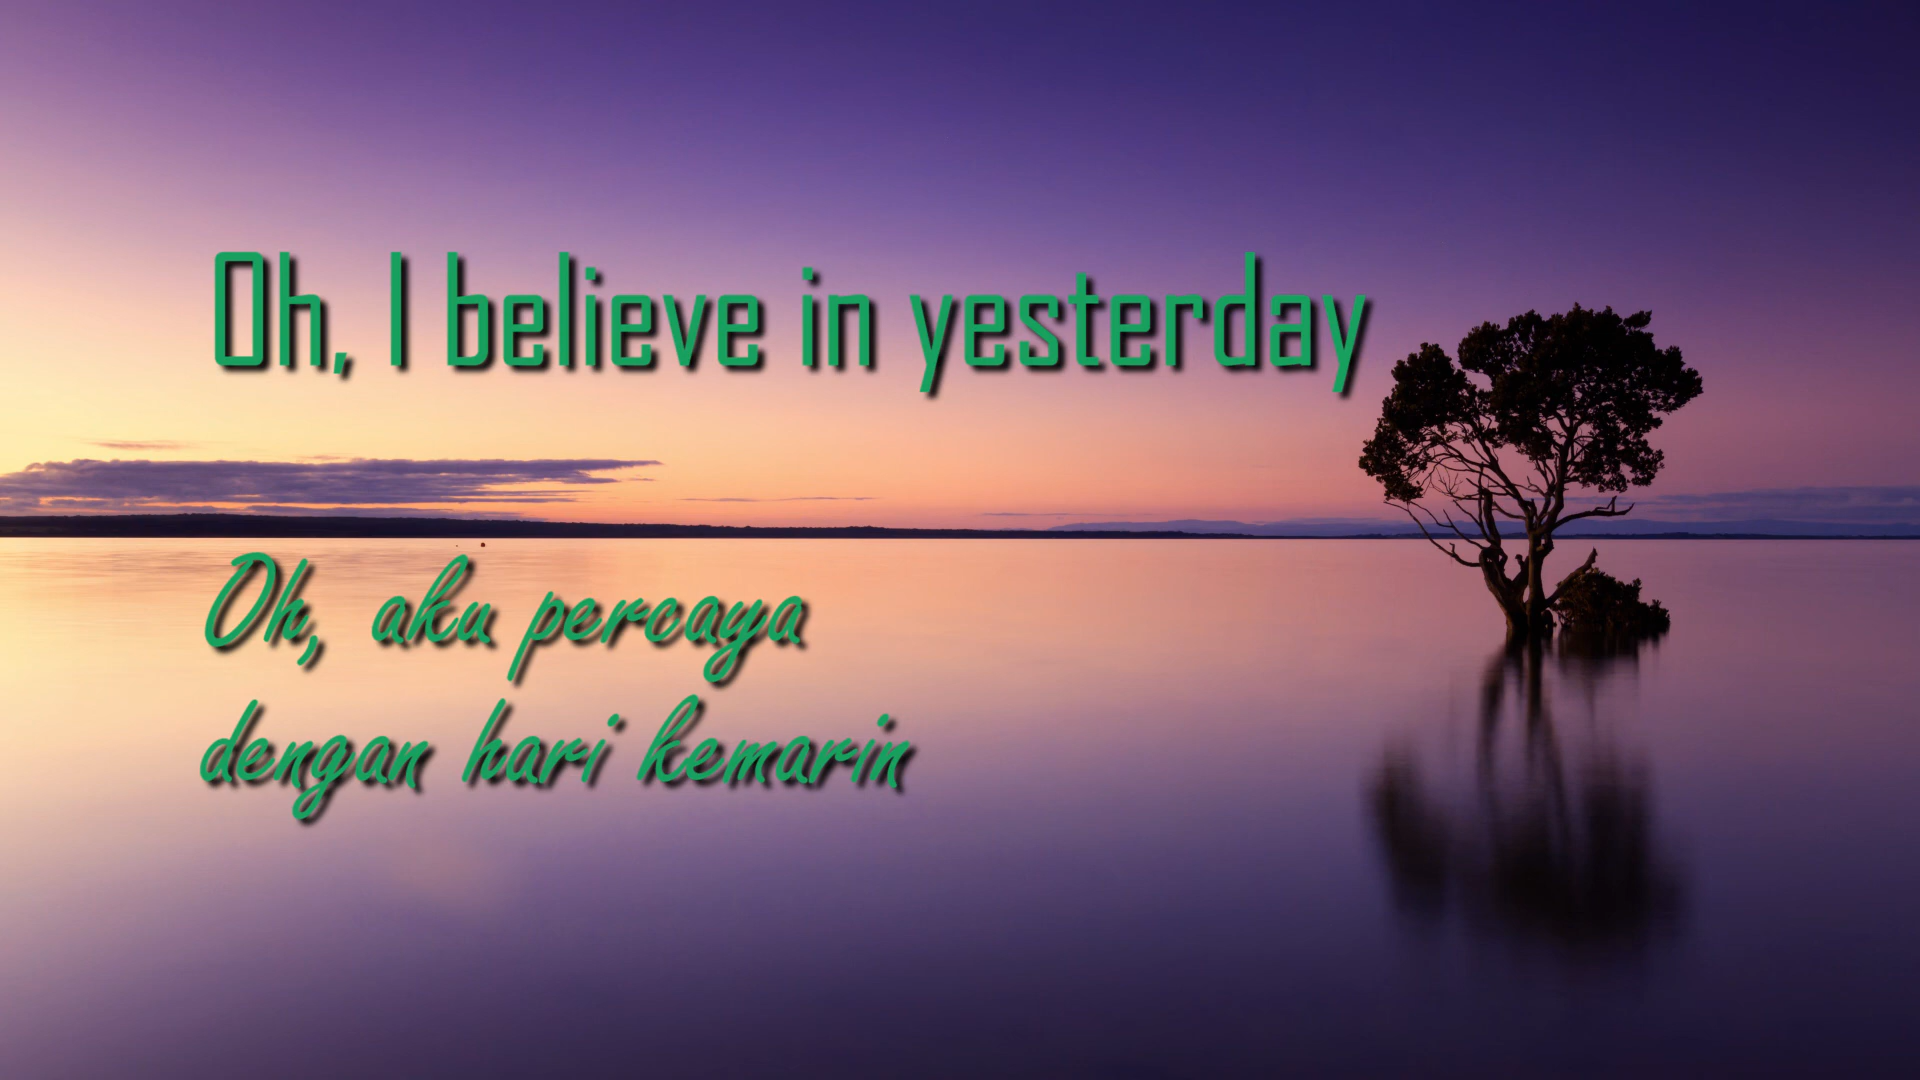 Oh, I believe in yesterday
Oh, aku percaya
dengan hari kemarin